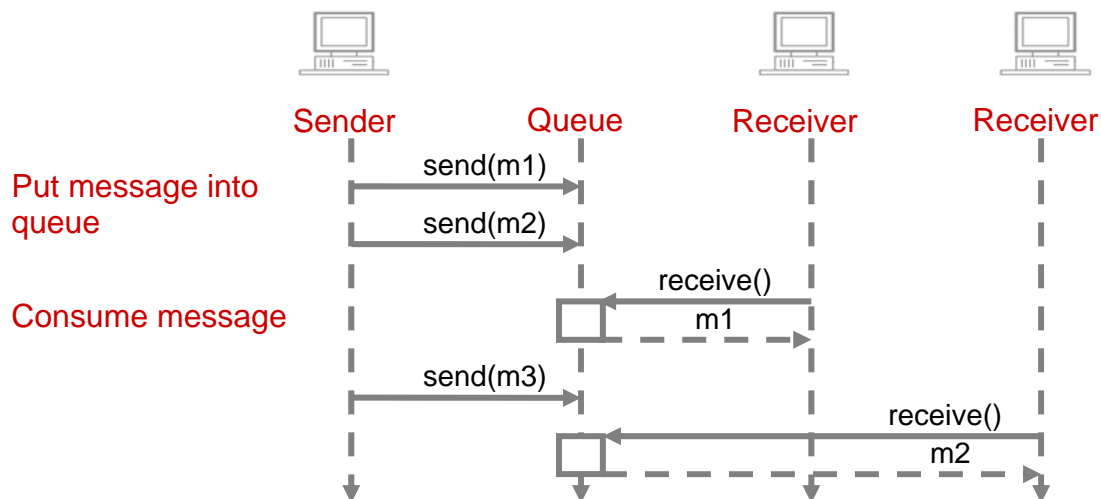 Sender
Queue
Receiver
Receiver
send(m1)
Put message into
queue
send(m2)
receive()
Consume message
m1
send(m3)
receive()
m2